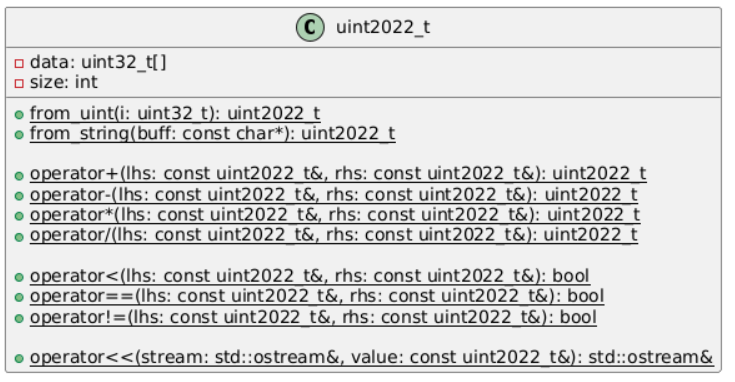 C uint2022_t
data: uint32_t[]
size: int
from_uint(i: uint32_t): uint2022_t
from_string(buff: const char*): uint2022_t
operator+(lhs: const uint2022_t&, rhs: const uint2022_t&): uint2022_t
operator-(lhs: const uint2022_t&, rhs: const uint2022_t&): uint2022_t
operator*(lhs: const uint2022_t&, rhs: const uint2022_t&): uint2022_t
operator/(lhs: const uint2022_t&, rhs: const uint2022_t&): uint2022_t
operator<(lhs: const uint2022_t&, rhs: const uint2022_t&): bool
operator==(lhs: const uint2022_t&, rhs: const uint2022_t&): bool
operator!=(lhs: const uint2022_t&, rhs: const uint2022_t&): bool
operator<<(stream: std::ostream&, value: const uint2022_t&): std::ostream&